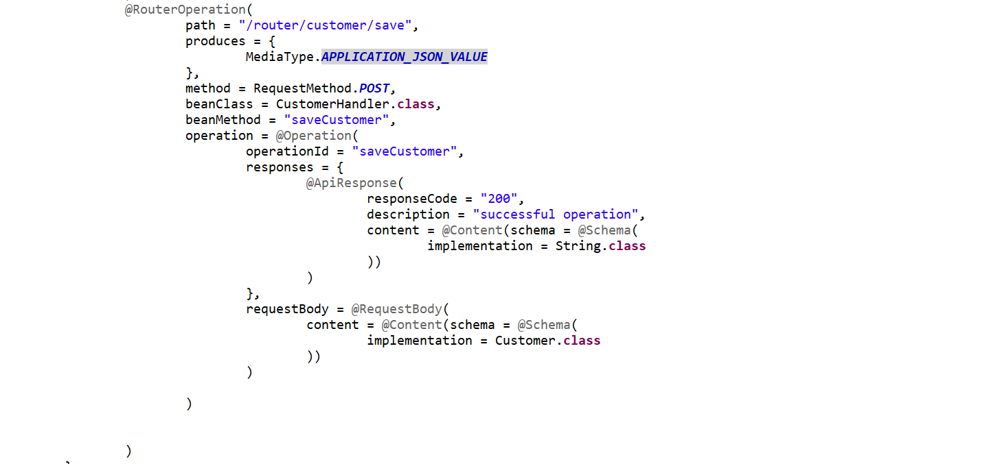 @RouterOperation(
path = "/router/customer/save",
produces = {
MediaType.APPLICATION_JSON_VALUE
},
method = RequestMethod.POST,
beanClass = CustomerHandler.class,
beanMethod = "saveCustomer",
operation = @Operation(
operationId = "saveCustomer",
responses = {
@ApiResponse(
responseCode = "200",
description = "successful operation",
content = @Content(schema = @Schema(
implementation = String.class
))
)
},
requestBody = @RequestBody(
content = @Content(schema = @Schema(
implementation = Customer.class
))
)
)
)